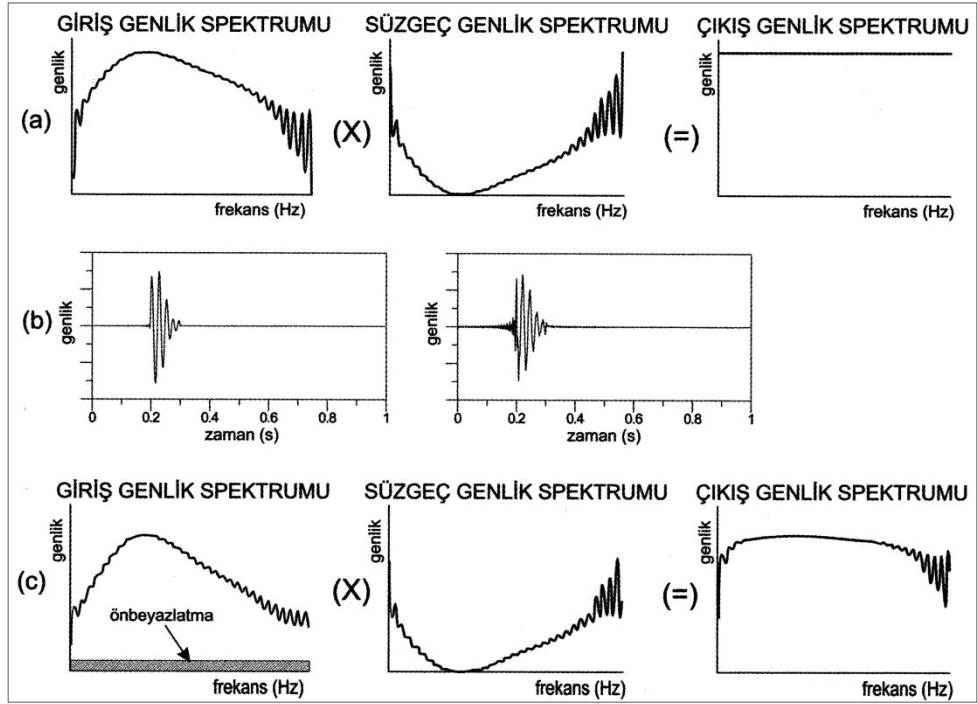 GİRİŞ GENLİK SPEKTRUMU
SÜZGEÇ GENLİK SPEKTRUMU
ÇIKIŞ GENLİK SPEKTRUMU
(a)
genlik
frekans (Hz)
(X)
genlik
frekans (Hz)
(=)
genlik
frekans (Hz)
(b)
genlik
0 0.2 0.4 0.6 0.8 1
zaman (s)
genlik
0 0.2 0.4 0.6 0.8 1
zaman (s)
GİRİŞ GENLİK SPEKTRUMU
SÜZGEÇ GENLİK SPEKTRUMU
ÇIKIŞ GENLİK SPEKTRUMU
(c)
genlik
önbeyazlatma
frekans (Hz)
(X)
genlik
frekans (Hz)
(=)
genlik
frekans (Hz)